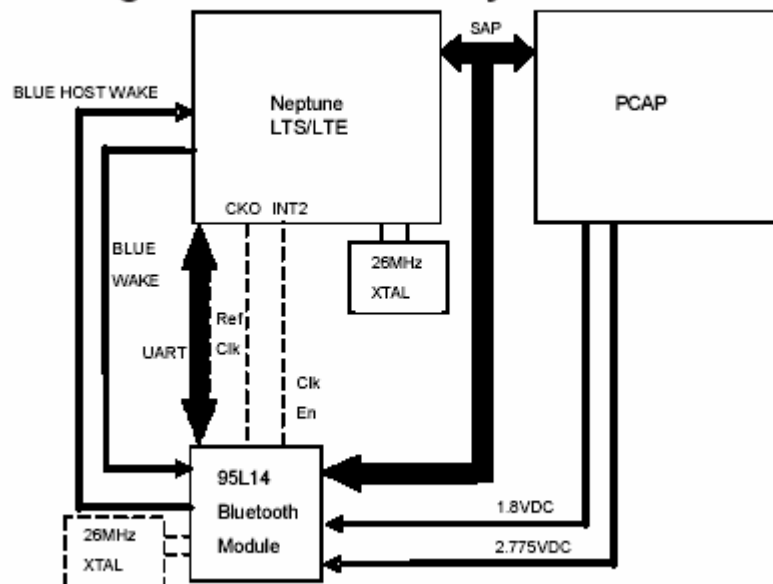 SAP
BLUE HOST WAKE
Neptune
LTS/LTE
PCAP
CKO INT2
BLUE
WAKE
26MHz
XTAL
Ref
Clk
UART
Clk
En
95L14
Bluetooth
Module
1.8VDC
2.775VDC
26MHz
XTAL